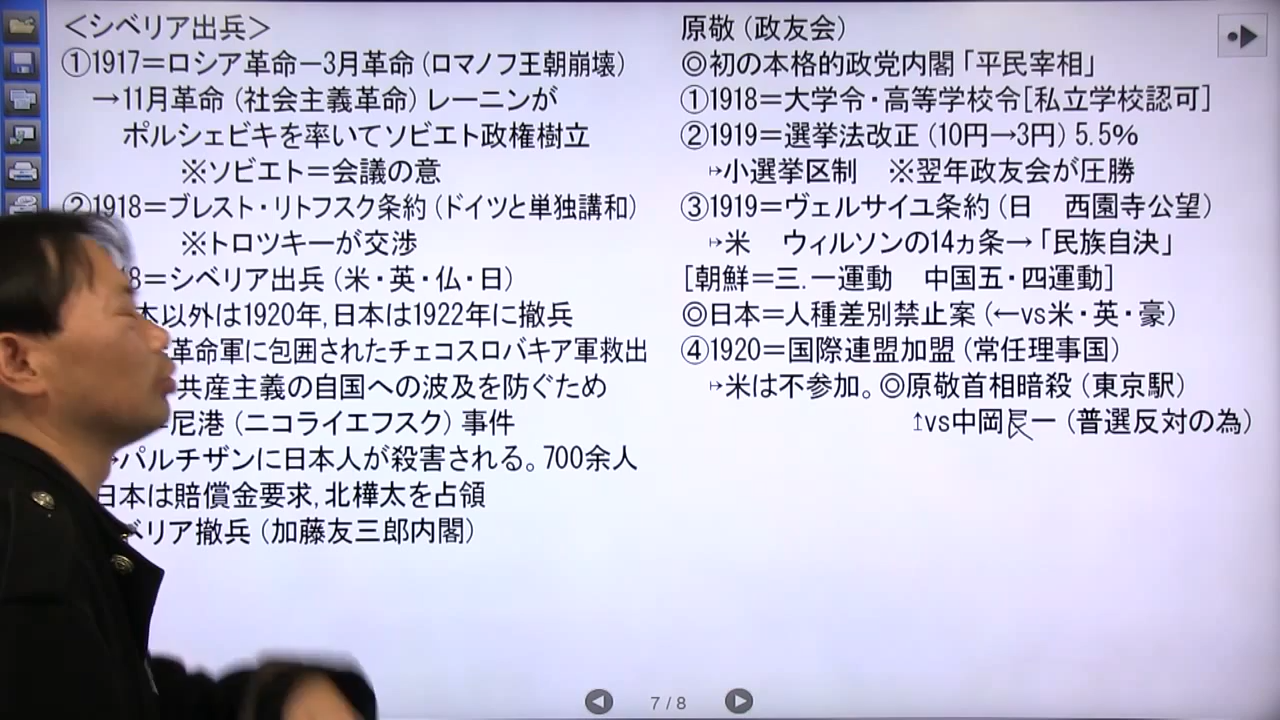 <シベリア出兵>
①1917=ロシア革命ー3月革命(ロマノフ王朝崩壊)
→11月革命(社会主義革命)レーニンが
ポルシェビキを率いてソビエト政権樹立
※ソビエト=会議の意
②1918=ブレスト・リトフスク条約(ドイツと単独講和)
※トロツキーが交渉
8=シベリア出兵(米・英・仏・日)
本以外は1920年,日本は1922年に撤兵
革命軍に包囲されたチェコスロバキア軍救出
共産主義の自国への波及を防ぐため
=尼港(ニコライエフスク)事件
→パルチザンに日本人が殺害される。700余人
日本は賠償金要求,北樺太を占領
ベリア撤兵(加藤友三郎内閣)
原敬(政友会)
◎初の本格的政党内閣「平民宰相」
①1918=大学令・高等学校令[私立学校認可]
②1919=選挙法改正(10円→3円)5.5%
↦小選挙区制 ※翌年政友会が圧勝
③1919=ヴェルサイユ条約(日 西園寺公望)
↦米 ウィルソンの14ヵ条→「民族自決」
[朝鮮=三.一運動 中国五・四運動]
◎日本=人種差別禁止案(←vs米・英・豪)
④1920=国際連盟加盟(常任理事国)
↦米は不参加。◎原敬首相暗殺(東京駅)
↑vs中岡艮一(普選反対の為)
7/8